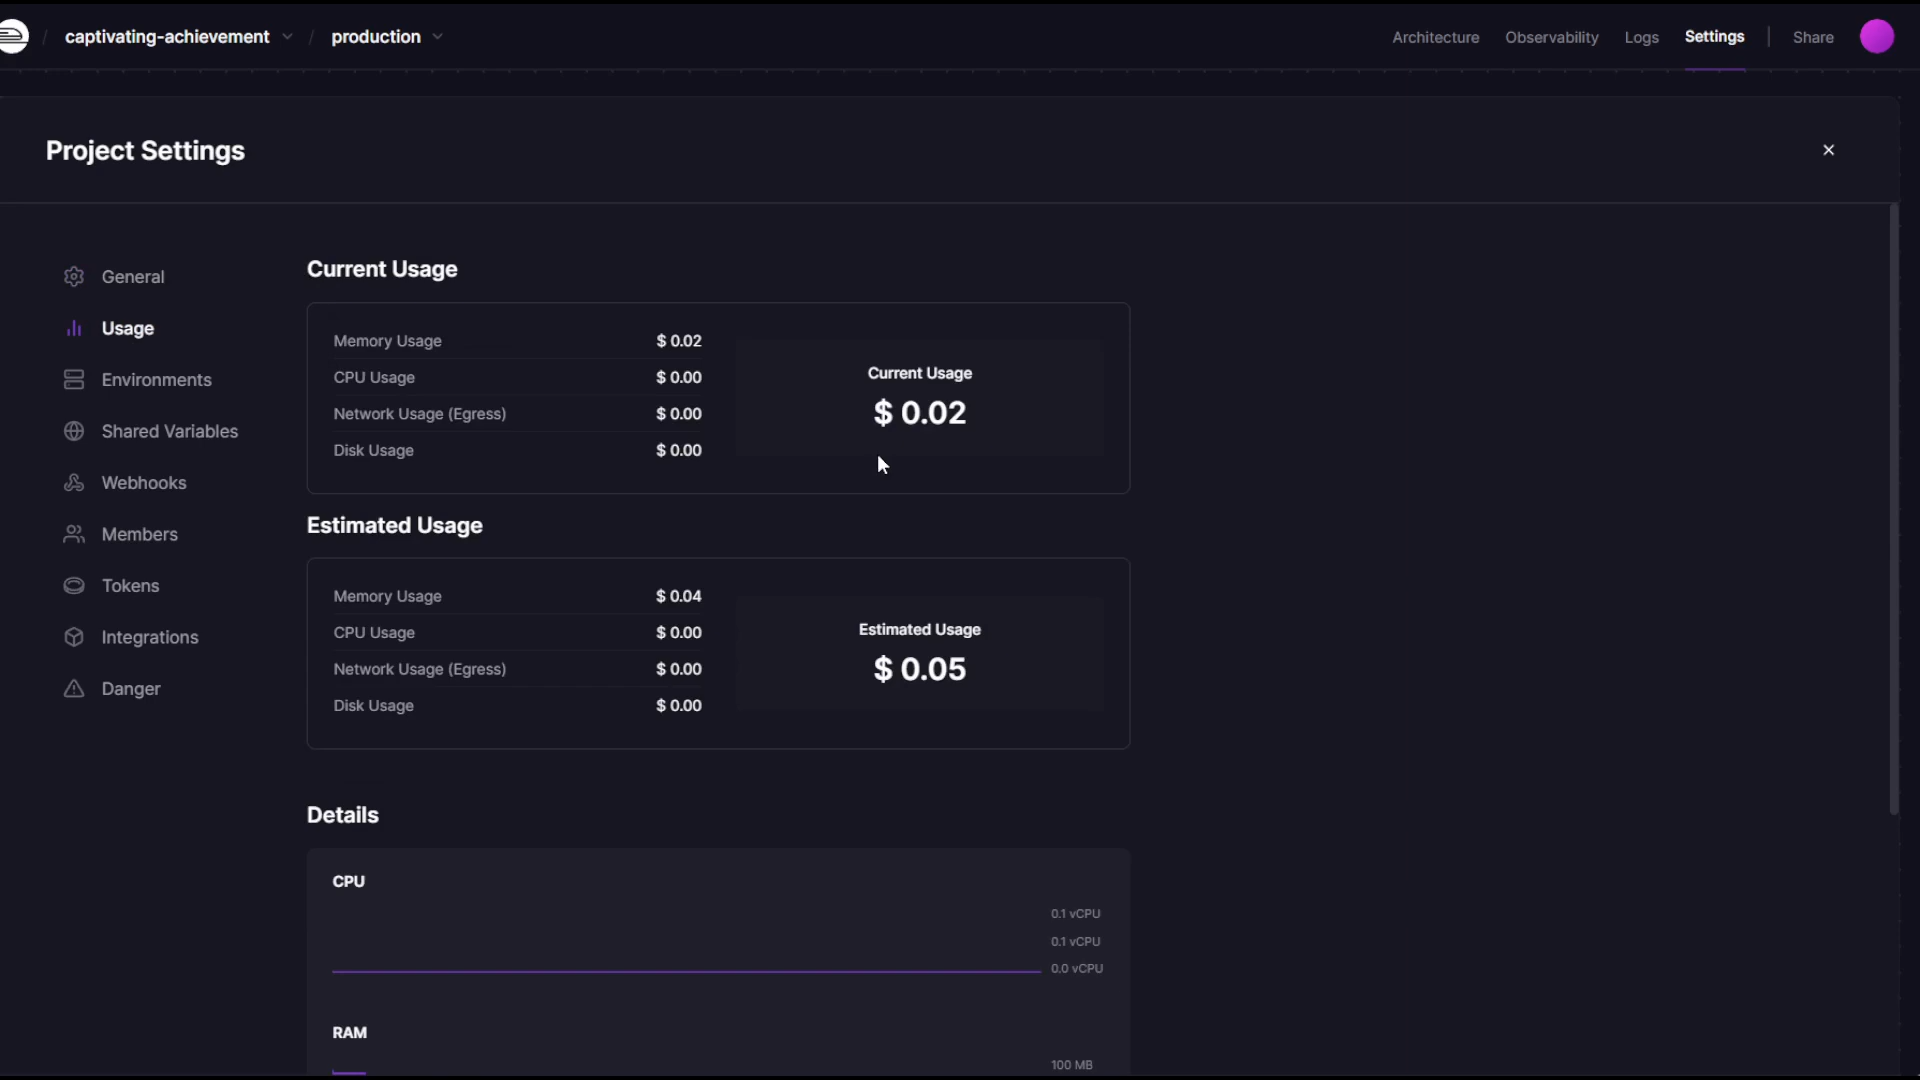 captivating-achievement / production
Architecture Observability Logs Settings Share
Project Settings
General
Usage
Environments
Shared Variables
Webhooks
Members
Tokens
Integrations
Danger
Current Usage
Memory Usage $ 0.02
CPU Usage $ 0.00
Network Usage (Egress) $ 0.00
Disk Usage $ 0.00
Current Usage
$ 0.02
Estimated Usage
Memory Usage $ 0.04
CPU Usage $ 0.00
Network Usage (Egress) $ 0.00
Disk Usage $ 0.00
Estimated Usage
$ 0.05
Details
CPU
0.1 vCPU
0.1 vCPU
0.0 vCPU
RAM
100 MB